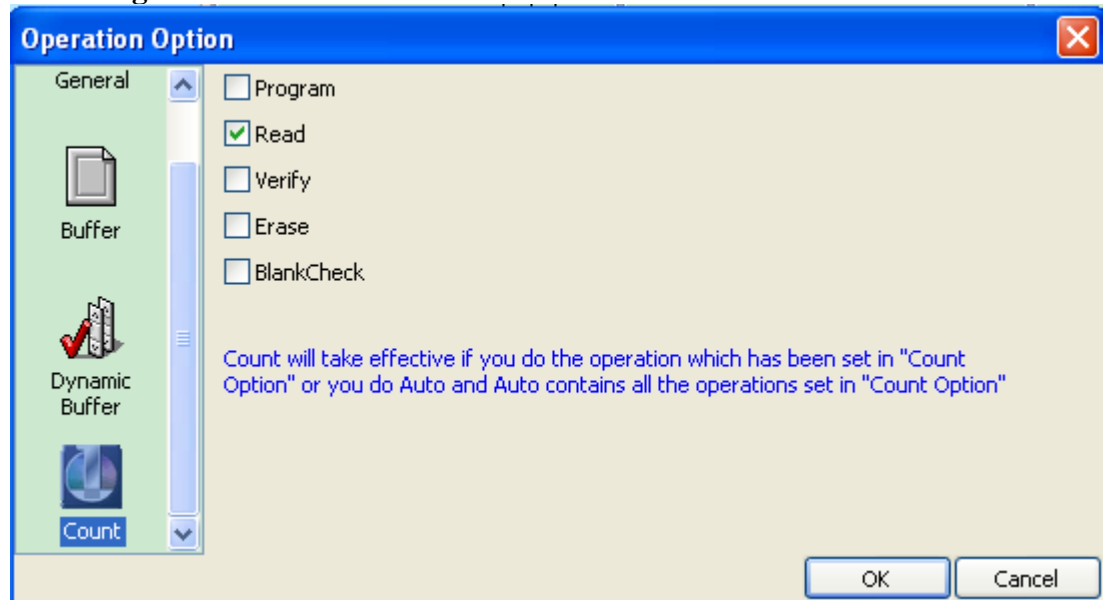 Operation Option
General
Buffer
Dynamic
Buffer
Count
Program
Read
Verify
Erase
BlankCheck
Count will take effective if you do the operation which has been set in "Count
Option" or you do Auto and Auto contains all the operations set in "Count Option"
OK
Cancel